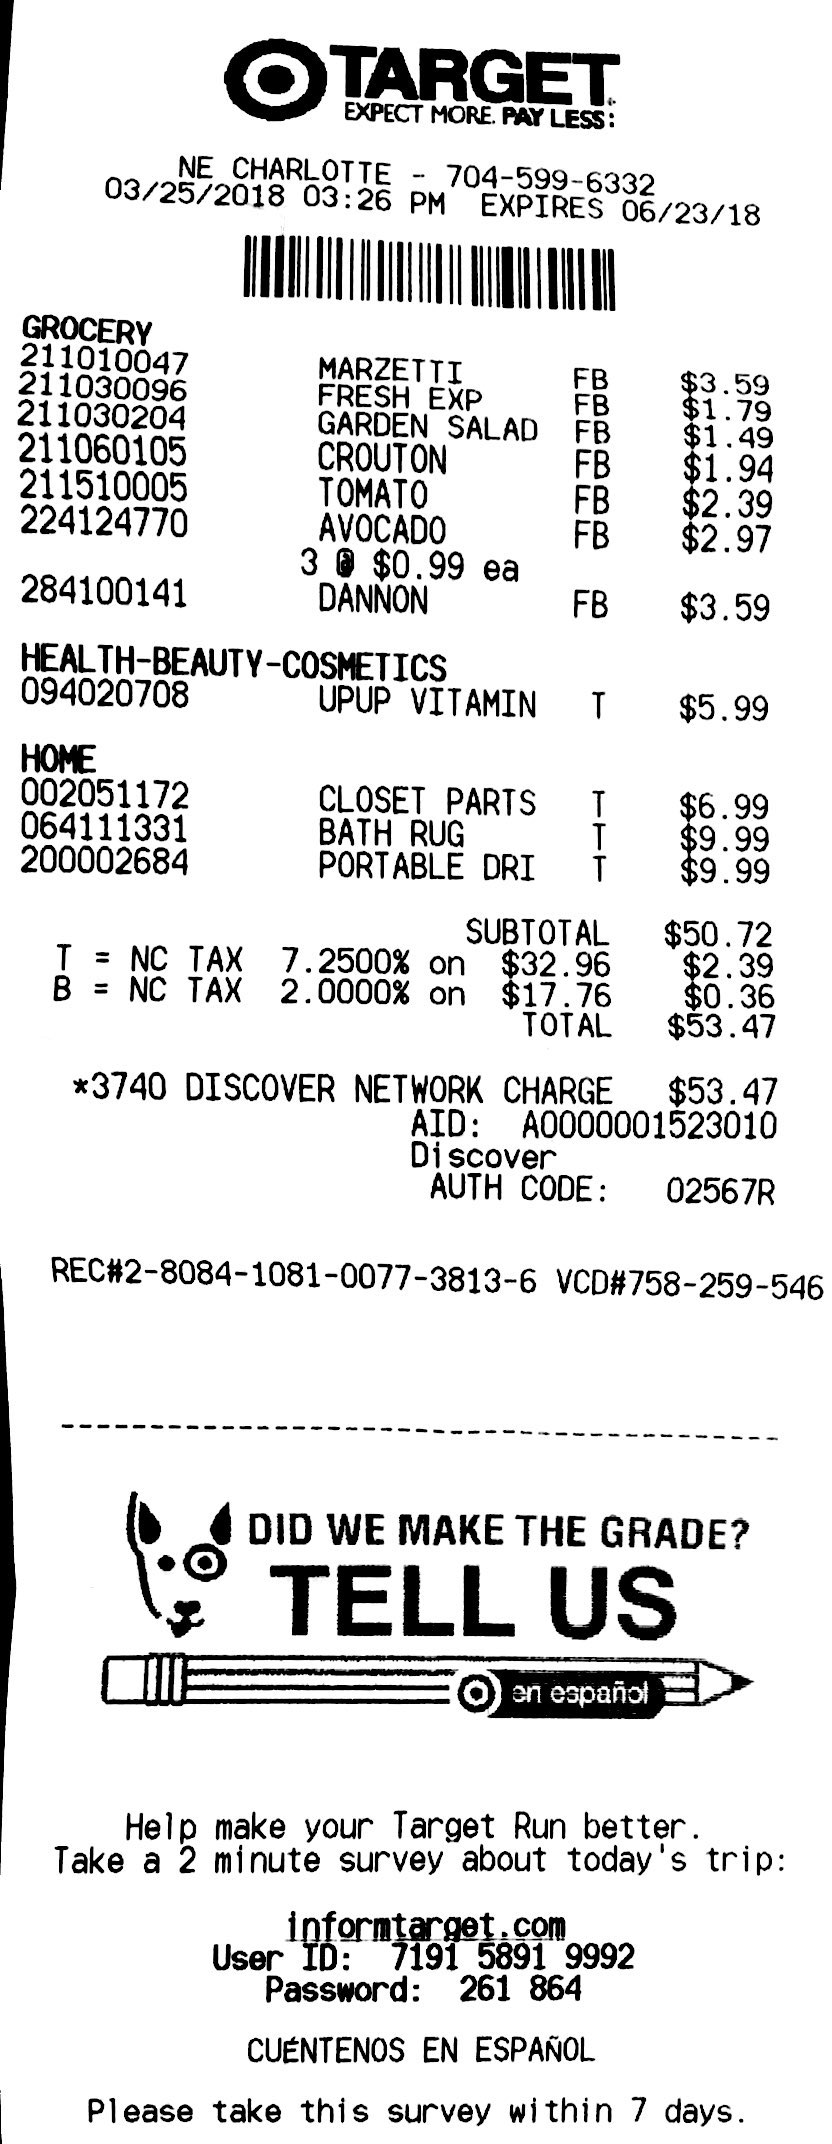 TARGET
EXPECT MORE. PAY LESS.
NE CHARLOTTE - 704-599-6332
03/25/2018 03:26 PM EXPIRES 06/23/18
GROCERY
211010047 MARZETTI FB $3.59
211030096 FRESH EXP FB $1.79
211030204 GARDEN SALAD FB $1.49
211060105 CROUTON FB $1.94
211510005 TOMATO FB $2.39
224124770 AVOCADO FB $2.97
3 @ $0.99 ea
284100141 DANNON FB $3.59
HEALTH-BEAUTY-COSMETICS
094020708 UPUP VITAMIN T $5.99
HOME
002051172 CLOSET PARTS T $6.99
064111331 BATH RUG T $9.99
200002684 PORTABLE DRI T $9.99
SUBTOTAL $50.72
T = NC TAX 7.2500% on $32.96 $2.39
B = NC TAX 2.0000% on $17.76 $0.36
TOTAL $53.47
*3740 DISCOVER NETWORK CHARGE $53.47
AID: A0000001523010
Discover
AUTH CODE: 02567R
REC#2-8084-1081-0077-3813-6 VCD#758-259-546
DID WE MAKE THE GRADE?
TELL US
en español
Help make your Target Run better.
Take a 2 minute survey about today's trip:
informtarget.com
User ID: 7191 5891 9992
Password: 261 864
CUÉNTENOS EN ESPAÑOL
Please take this survey within 7 days.